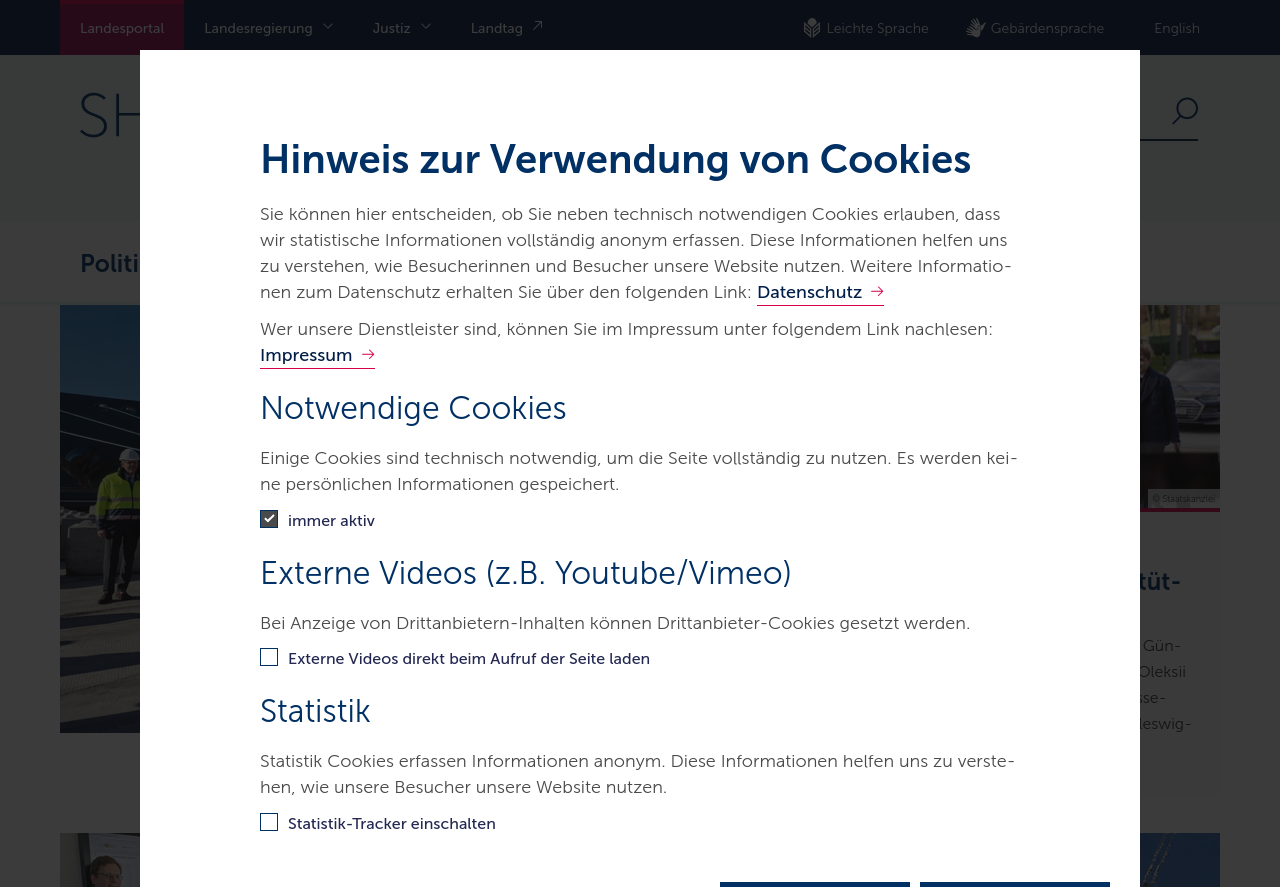 Landesportal Landesregierung Justiz Landtag Leichte Sprache Gebärdensprache English
SH
Hinweis zur Verwendung von Cookies
Sie können hier entscheiden, ob Sie neben technisch notwendigen Cookies erlauben, dass
wir statistische Informationen vollständig anonym erfassen. Diese Informationen helfen uns
zu verstehen, wie Besucherinnen und Besucher unsere Website nutzen. Weitere Informatio-
nen zum Datenschutz erhalten Sie über den folgenden Link: Datenschutz
Politi
Wer unsere Dienstleister sind, können Sie im Impressum unter folgendem Link nachlesen:
Impressum
Notwendige Cookies
Einige Cookies sind technisch notwendig, um die Seite vollständig zu nutzen. Es werden kei-
ne persönlichen Informationen gespeichert.
© Staatskanzlei
immer aktiv
Externe Videos (z.B. Youtube/Vimeo)
tüt-
Bei Anzeige von Drittanbietern-Inhalten können Drittanbieter-Cookies gesetzt werden.
Externe Videos direkt beim Aufruf der Seite laden
Gün-
Oleksii
sse-
leswig-
Statistik
Statistik Cookies erfassen Informationen anonym. Diese Informationen helfen uns zu verste-
hen, wie unsere Besucher unsere Website nutzen.
Statistik-Tracker einschalten